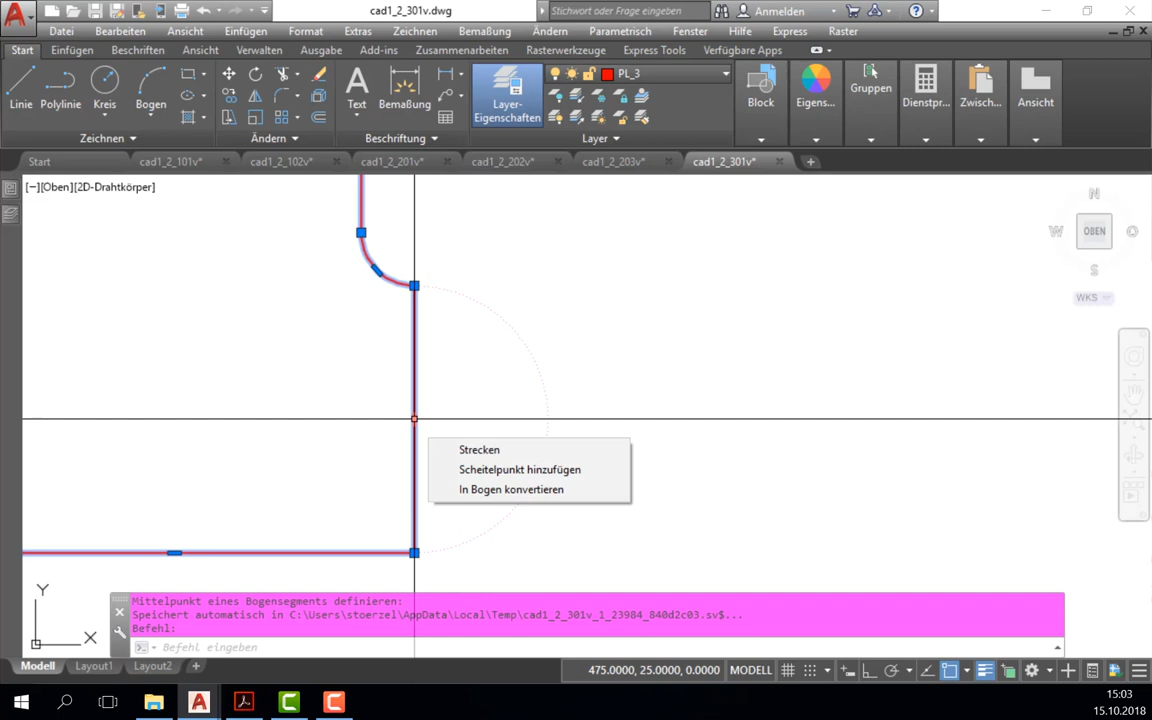 cad1_2_301v.dwg
Stichwort oder Frage eingeben
Anmelden
Datei Bearbeiten Ansicht Einfügen Format Extras Zeichnen Bemaßung Ändern Parametrisch Fenster Hilfe Express Raster
Start Einfügen Beschriften Ansicht Verwalten Ausgabe Add-ins Zusammenarbeiten Rasterwerkzeuge Express Tools Verfügbare Apps
PL_3
Linie Polylinie Kreis Bogen
Text Bemaßung
Layer-
Eigenschaften
Block Eigens... Gruppen Dienstpr... Zwisch... Ansicht
Zeichnen Ändern Beschriftung Layer
Start cad1_2_101v* cad1_2_102v* cad1_2_201v* cad1_2_202v* cad1_2_203v* cad1_2_301v*
[−][Oben][2D-Drahtkörper]
N
W OBEN O
S
WKS
Strecken
Scheitelpunkt hinzufügen
In Bogen konvertieren
Y
X
Mittelpunkt eines Bogensegments definieren:
Speichert automatisch in C:\Users\stoerzel\AppData\Local\Temp\cad1_2_301v_1_23984_840d2c03.sv$...
Befehl:
Befehl eingeben
Modell Layout1 Layout2
475.0000, 25.0000, 0.0000 MODELL
15:03
15.10.2018